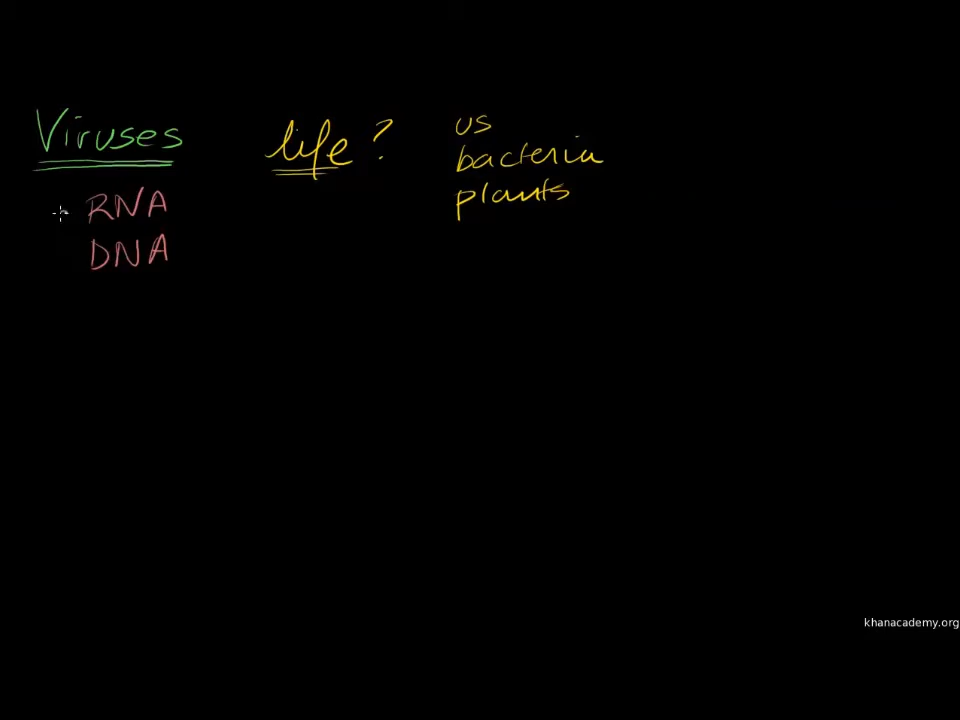 Viruses
RNA
DNA
life?
us
bacteria
plants
khanacademy.org